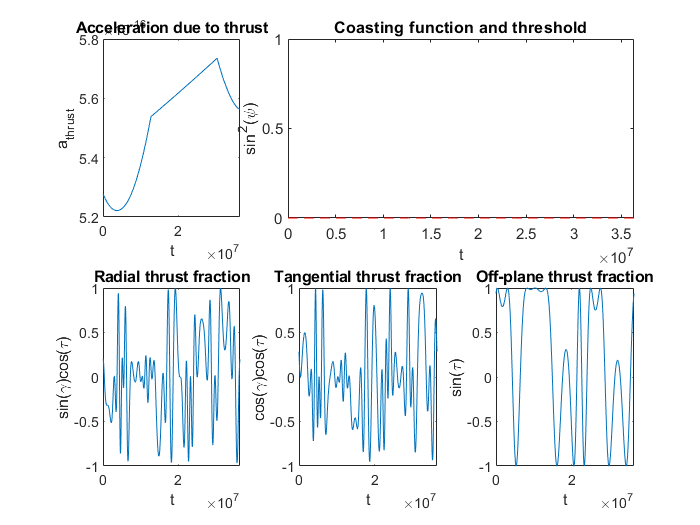 Acceleration due to thrust
Coasting function and threshold
5.8
5.6
5.4
5.2
a_thrust
0
2
t
×10^7
1
0.5
0
sin^2(ψ)
0
0.5
1
1.5
2
2.5
3
3.5
t
×10^7
Radial thrust fraction
Tangential thrust fraction
Off-plane thrust fraction
1
0.5
0
-0.5
-1
sin(γ)cos(τ)
0
2
t
×10^7
1
0.5
0
-0.5
-1
cos(γ)cos(τ)
0
2
t
×10^7
1
0.5
0
-0.5
-1
sin(τ)
0
2
t
×10^7